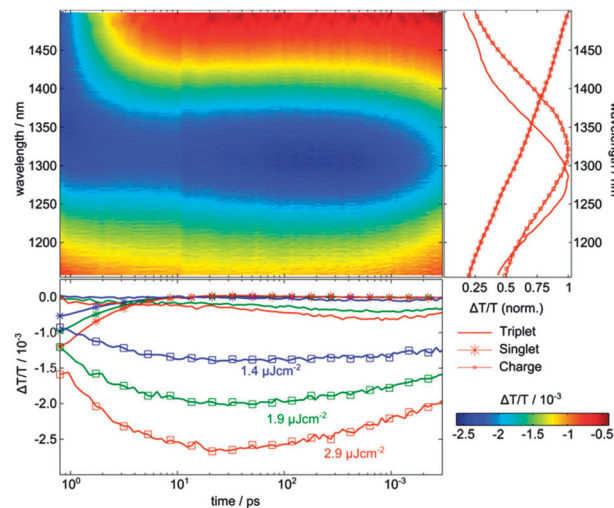 1450
1400
1350
1300
1250
1200
wavelength / nm
1450
1400
1350
1300
1250
1200
0.25 0.5 0.75 1
ΔT/T (norm.)
Triplet
Singlet
Charge
ΔT/T / 10⁻³
-2.5 -2 -1.5 -1 -0.5
0.0
-0.5
-1.0
-1.5
-2.0
-2.5
ΔT/T / 10⁻³
1.4 µJcm⁻²
1.9 µJcm⁻²
2.9 µJcm⁻²
10⁰ 10¹ 10² 10⁻³
time / ps